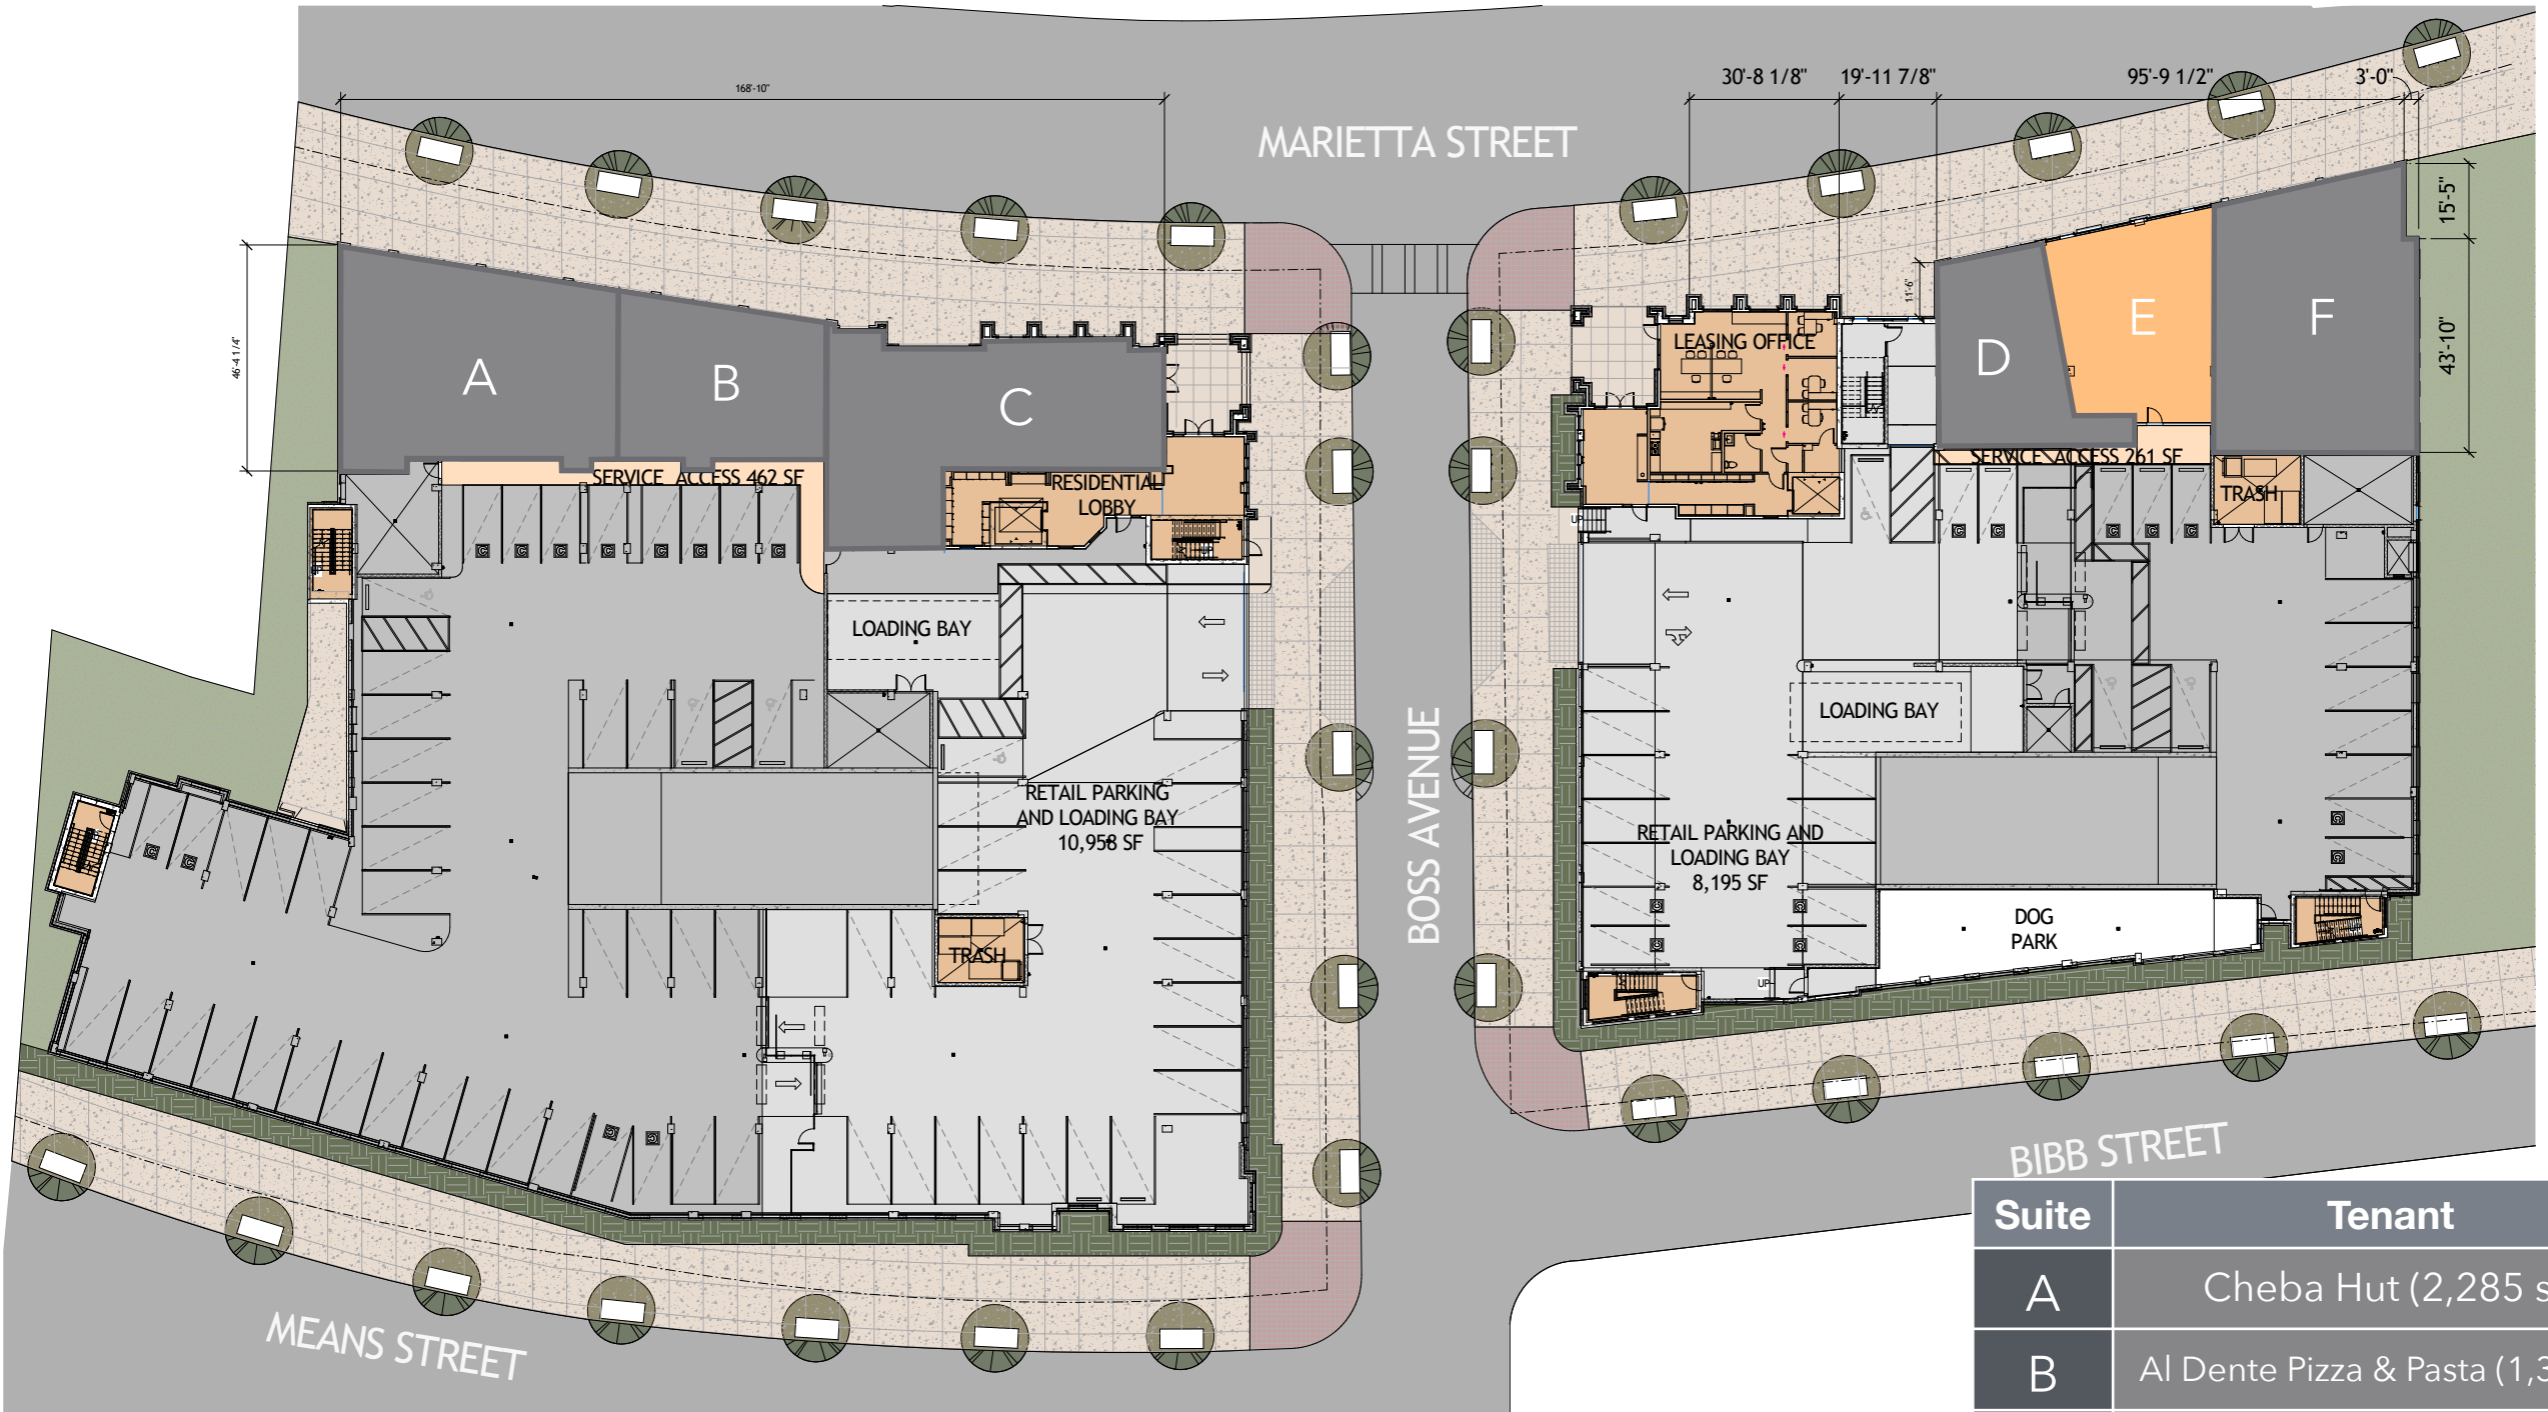 168'-10"
30'-8 1/8"
19'-11 7/8"
95'-9 1/2"
3'-0"
MARIETTA STREET
15'-5"
43'-10"
11'-6"
46'-4 1/4"
A
B
C
D
E
F
LEASING OFFICE
SERVICE ACCESS 462 SF
RESIDENTIAL
LOBBY
SERVICE ACCESS 261 SF
TRASH
UP
LOADING BAY
LOADING BAY
BOSS AVENUE
RETAIL PARKING
AND LOADING BAY
10,958 SF
RETAIL PARKING AND
LOADING BAY
8,195 SF
DOG
PARK
TRASH
UP
BIBB STREET
MEANS STREET
Suite Tenant
A Cheba Hut (2,285 s
B Al Dente Pizza & Pasta (1,3